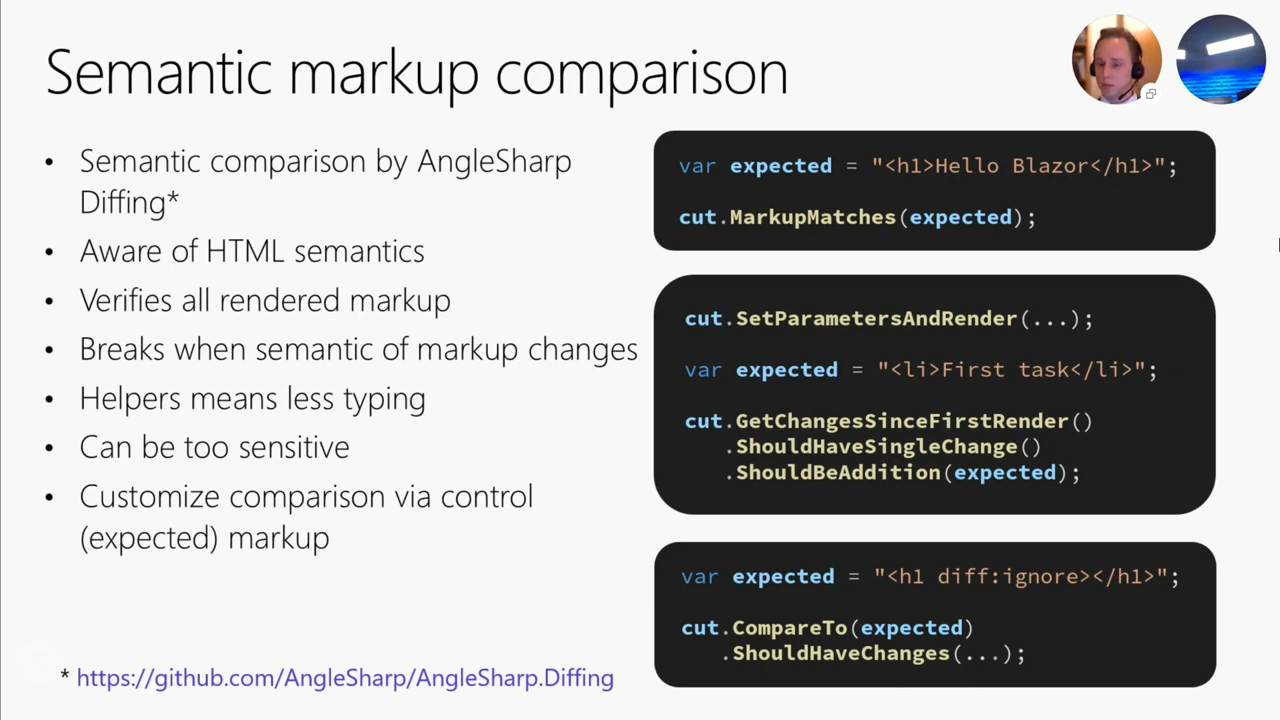 Semantic markup comparison
• Semantic comparison by AngleSharp
Diffing*
• Aware of HTML semantics
• Verifies all rendered markup
• Breaks when semantic of markup changes
• Helpers means less typing
• Can be too sensitive
• Customize comparison via control
(expected) markup
* https://github.com/AngleSharp/AngleSharp.Diffing
var expected = "<h1>Hello Blazor</h1>";
cut.MarkupMatches(expected);
cut.SetParametersAndRender(...);
var expected = "<li>First task</li>";
cut.GetChangesSinceFirstRender()
.ShouldHaveSingleChange()
.ShouldBeAddition(expected);
var expected = "<h1 diff:ignore></h1>";
cut.CompareTo(expected)
.ShouldHaveChanges(...);